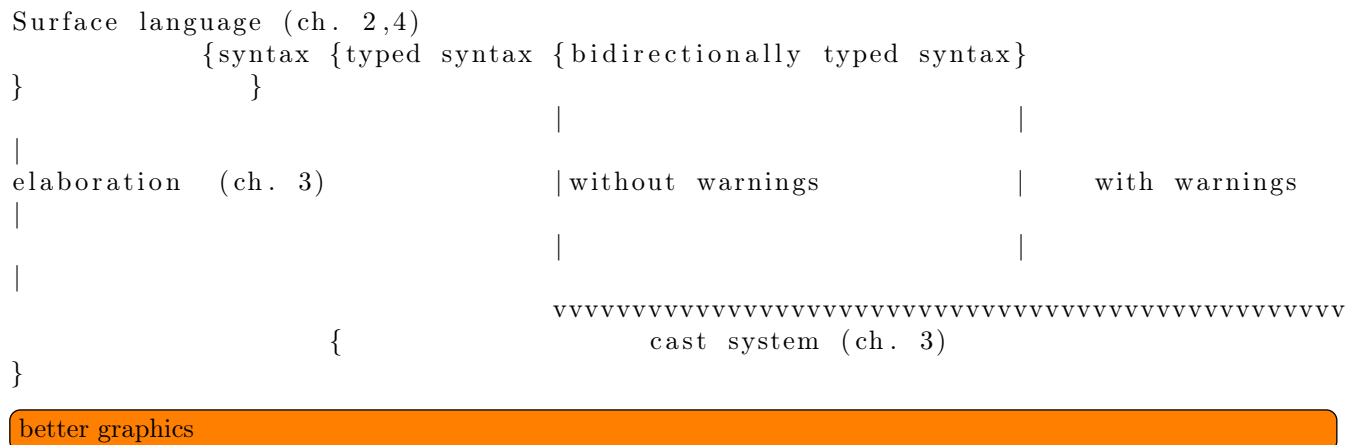 Surface language (ch. 2,4)
{syntax {typed syntax {bidirectionally typed syntax}
} }
| |
|
elaboration (ch. 3) |without warnings | with warnings
|
| |
|
vvvvvvvvvvvvvvvvvvvvvvvvvvvvvvvvvvvvvvvvvvvvvvvvvv
{ cast system (ch. 3)
}
better graphics